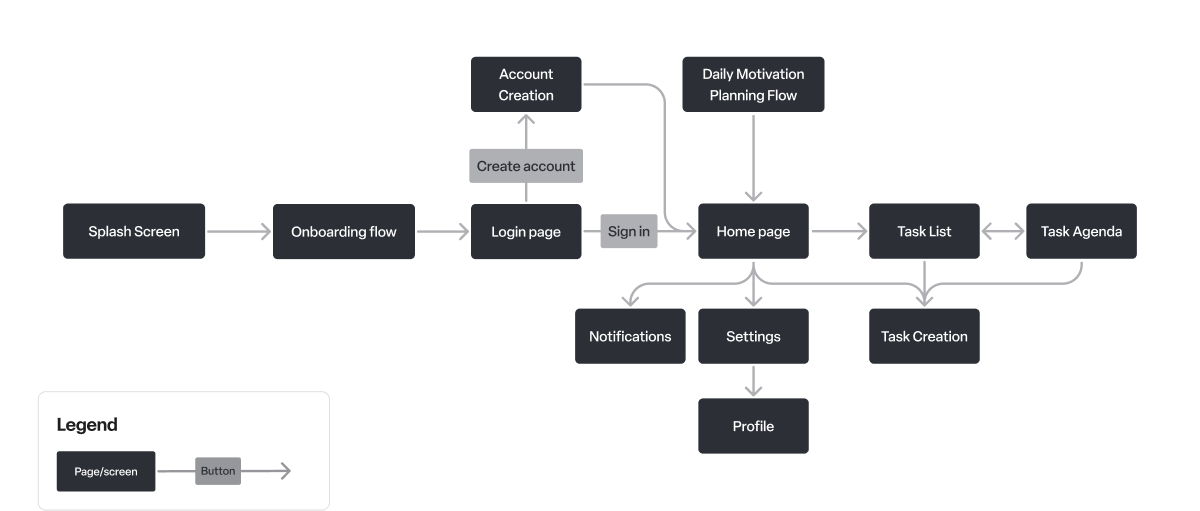 Account
Creation
Daily Motivation
Planning Flow
Create account
Splash Screen
Onboarding flow
Login page
Sign in
Home page
Task List
Task Agenda
Notifications
Settings
Task Creation
Profile
Legend
Page/screen
Button